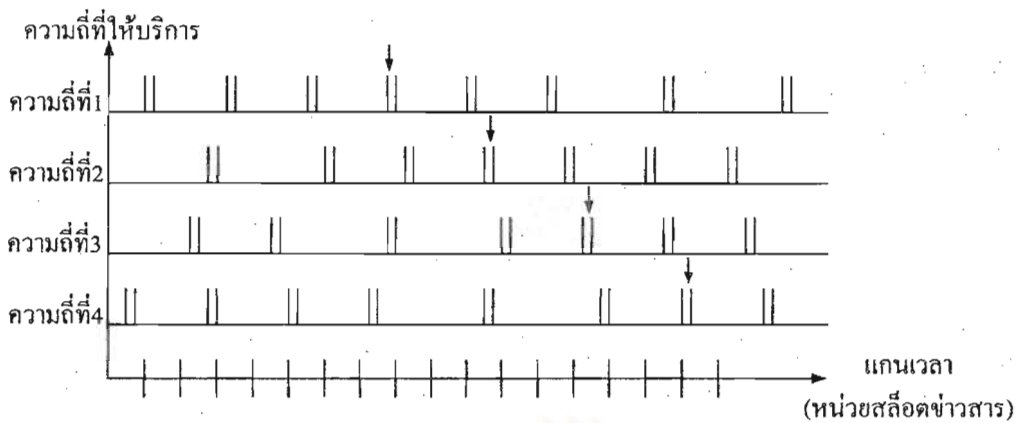 ความถี่ที่ให้บริการ
ความถี่ที่1
ความถี่ที่2
ความถี่ที่3
ความถี่ที่4
แกนเวลา
(หน่วยสล็อตข่าวสาร)